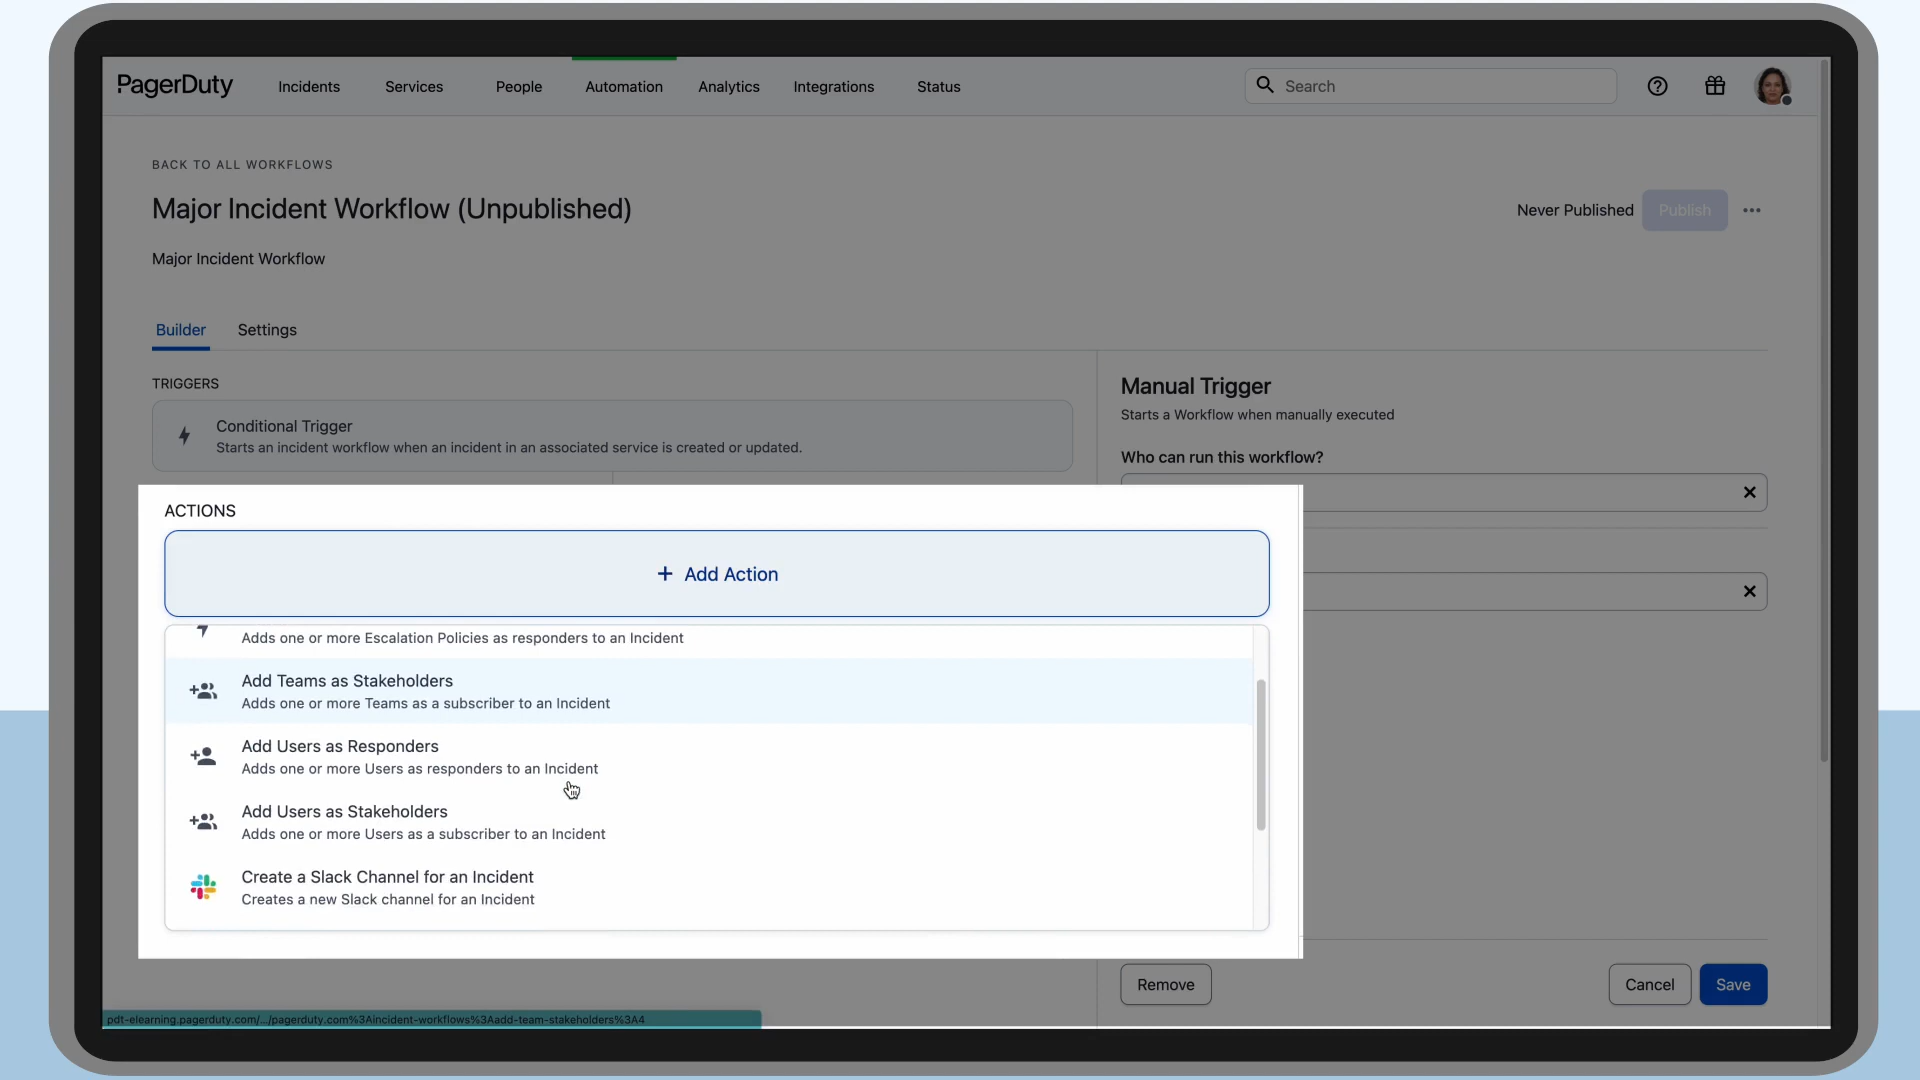 PagerDuty
Incidents
Services
People
Automation
Analytics
Integrations
Status
Search
BACK TO ALL WORKFLOWS
Major Incident Workflow (Unpublished)
Never Published
Publish
Major Incident Workflow
Builder
Settings
TRIGGERS
Conditional Trigger
Starts an incident workflow when an incident in an associated service is created or updated.
Manual Trigger
Starts a Workflow when manually executed
Who can run this workflow?
ACTIONS
+ Add Action
Adds one or more Escalation Policies as responders to an Incident
Add Teams as Stakeholders
Adds one or more Teams as a subscriber to an Incident
Add Users as Responders
Adds one or more Users as responders to an Incident
Add Users as Stakeholders
Adds one or more Users as a subscriber to an Incident
Create a Slack Channel for an Incident
Creates a new Slack channel for an Incident
Remove
Cancel
Save
pdt-elearning.pagerduty.com/.../pagerduty.com%3Aincident-workflows%3Aadd-team-stakeholders%3A4